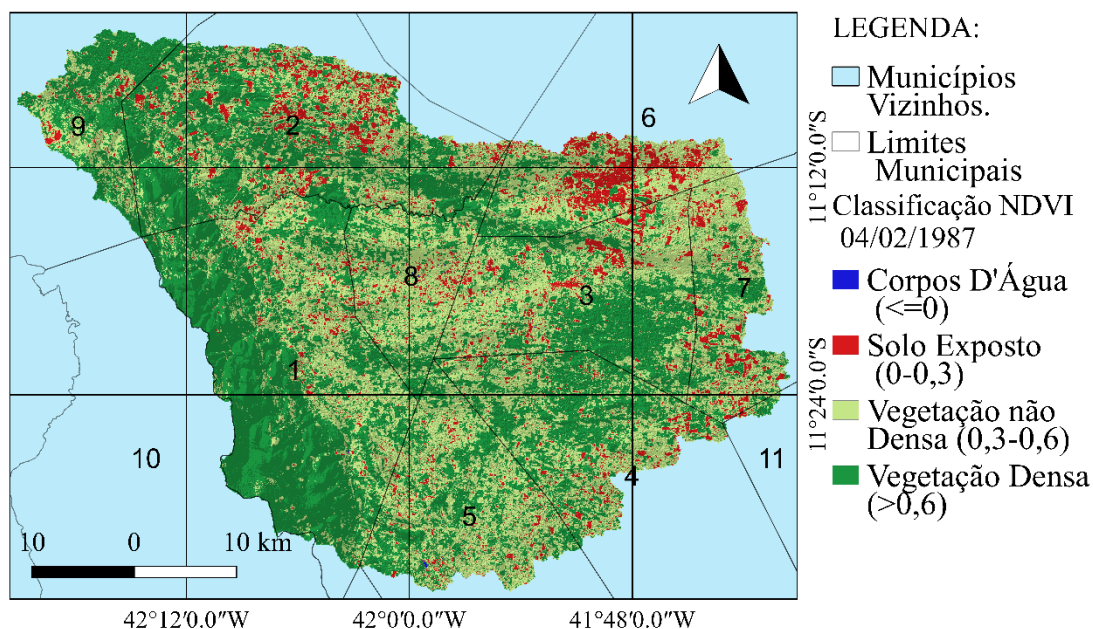 9
2
6
8
3
7
1
10
11
4
5
10 0 10 km
42°12'0.0"W 42°00'0.0"W 41°48'0.0"W
11°12'0.0"S
11°24'0.0"S
LEGENDA:
Municípios
Vizinhos.
Limites
Municipais
Classificação NDVI
04/02/1987
Corpos D'Água
(<=0)
Solo Exposto
(0-0,3)
Vegetação não
Densa (0,3-0,6)
Vegetação Densa
(>0,6)